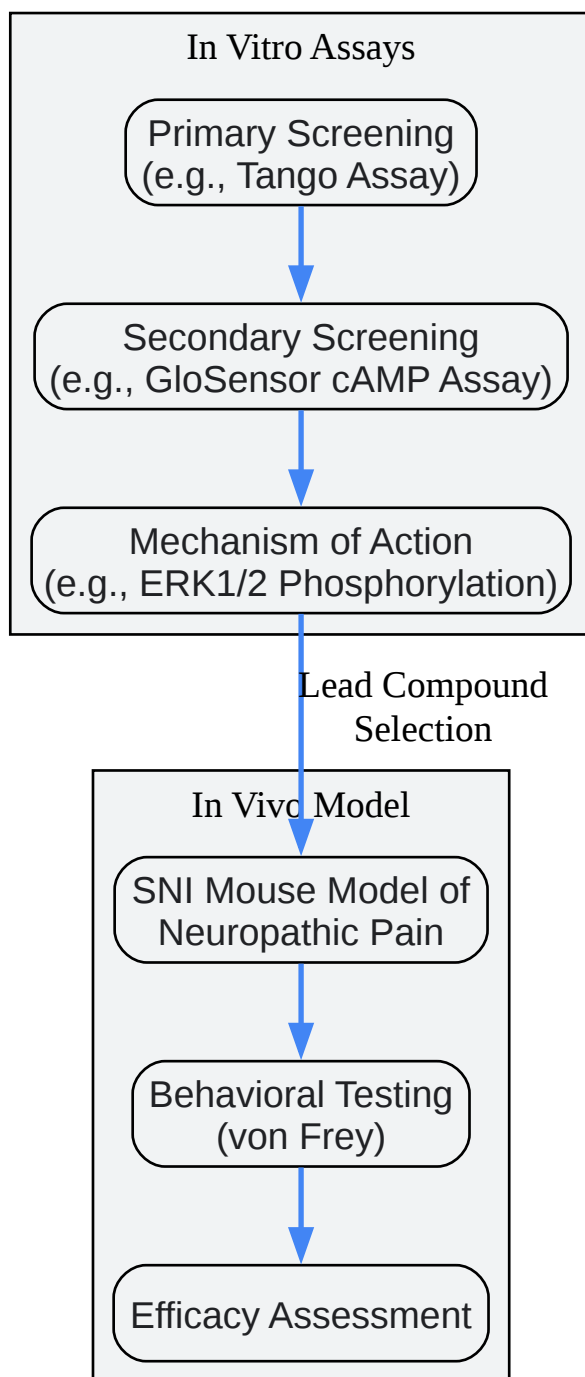 In Vitro Assays
Primary Screening
(e.g., Tango Assay)
Secondary Screening
(e.g., GloSensor cAMP Assay)
Mechanism of Action
(e.g., ERK1/2 Phosphorylation)
Lead Compound
Selection
In Vivo Model
SNI Mouse Model of
Neuropathic Pain
Behavioral Testing
(von Frey)
Efficacy Assessment